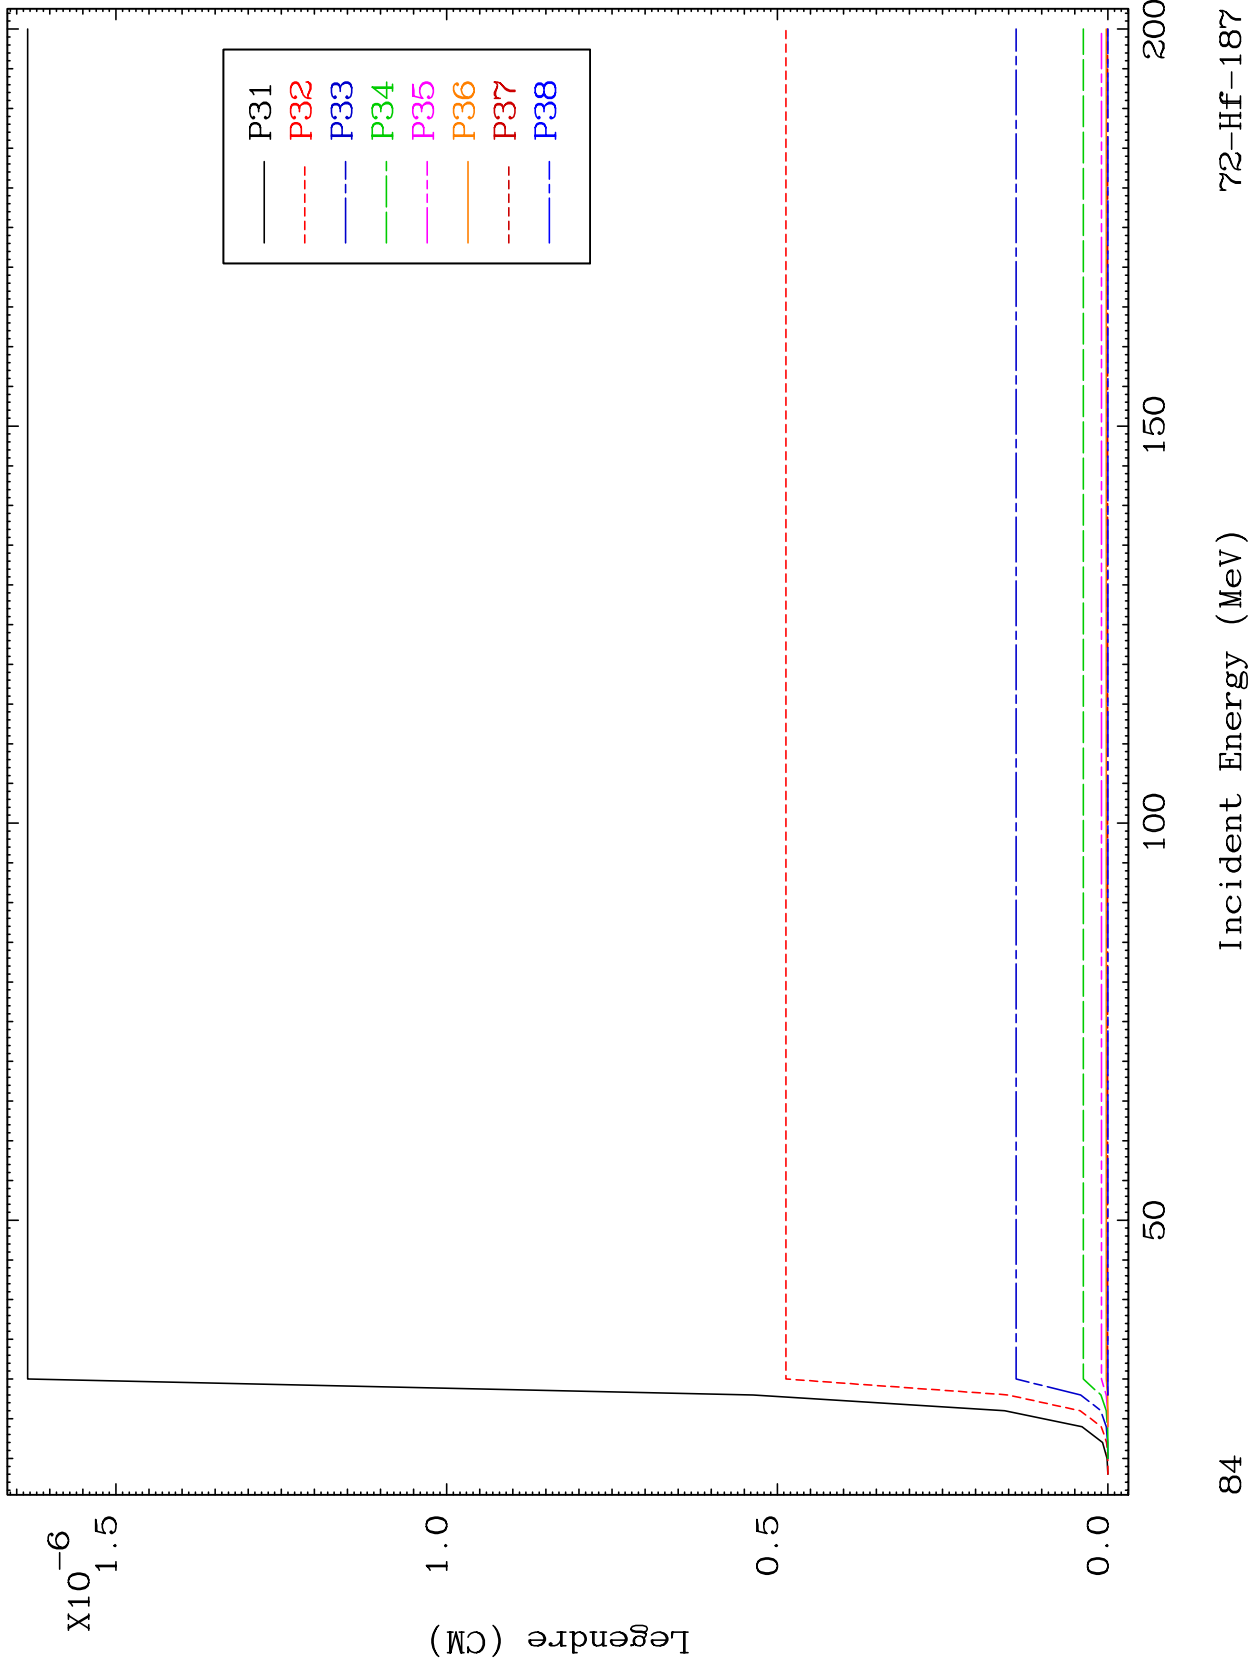 X10-6
1.5
1.0
0.5
0.0
Legendre (CM)
P31
P32
P33
P34
P35
P36
P37
P38
50
100
150
200
84
Incident Energy (MeV)
72-Hf-187